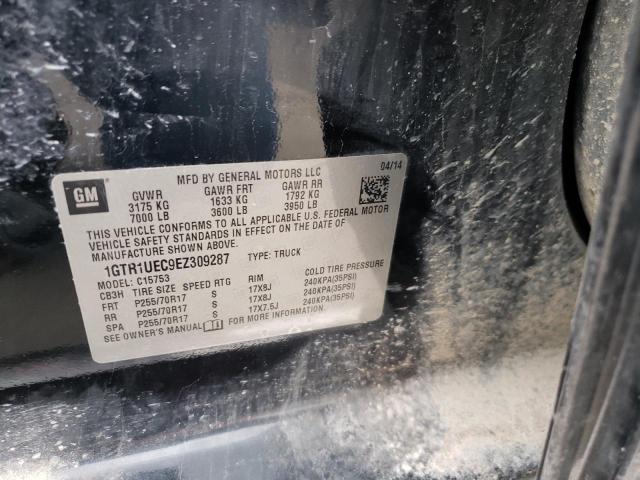 MFD BY GENERAL MOTORS LLC 04/14
GM GVWR GAWR FRT GAWR RR
3175 KG 1633 KG 1792 KG
7000 LB 3600 LB 3950 LB
THIS VEHICLE CONFORMS TO ALL APPLICABLE U.S. FEDERAL MOTOR
VEHICLE SAFETY STANDARDS IN EFFECT ON THE DATE OF
MANUFACTURE SHOWN ABOVE.
1GTR1UEC9EZ309287 TYPE: TRUCK
MODEL: C15753
CB3H TIRE SIZE SPEED RTG RIM COLD TIRE PRESSURE
FRT P255/70R17 S 17X8J 240KPA(35PSI)
RR P255/70R17 S 17X8J 240KPA(35PSI)
SPA P255/70R17 S 17X7.5J 240KPA(35PSI)
SEE OWNER'S MANUAL FOR MORE INFORMATION.